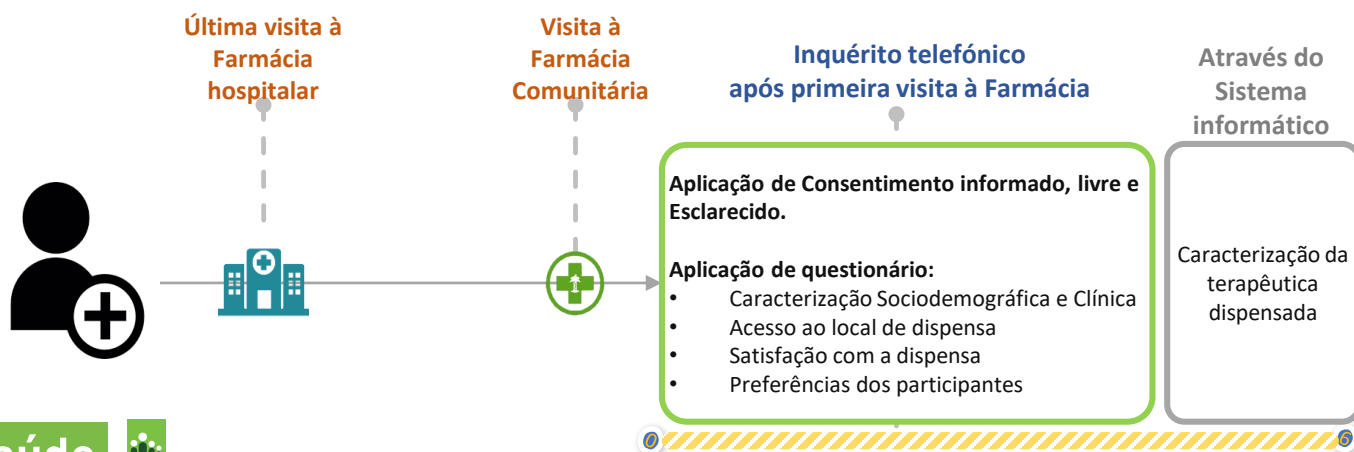 Última visita à
Farmácia
hospitalar
Visita à
Farmácia
Comunitária
Inquérito telefónico
após primeira visita à Farmácia
Através do
Sistema
informático
Aplicação de Consentimento informado, livre e
Esclarecido.
Aplicação de questionário:
• Caracterização Sociodemográfica e Clínica
• Acesso ao local de dispensa
• Satisfação com a dispensa
• Preferências dos participantes
Caracterização da
terapêutica
dispensada
0
6